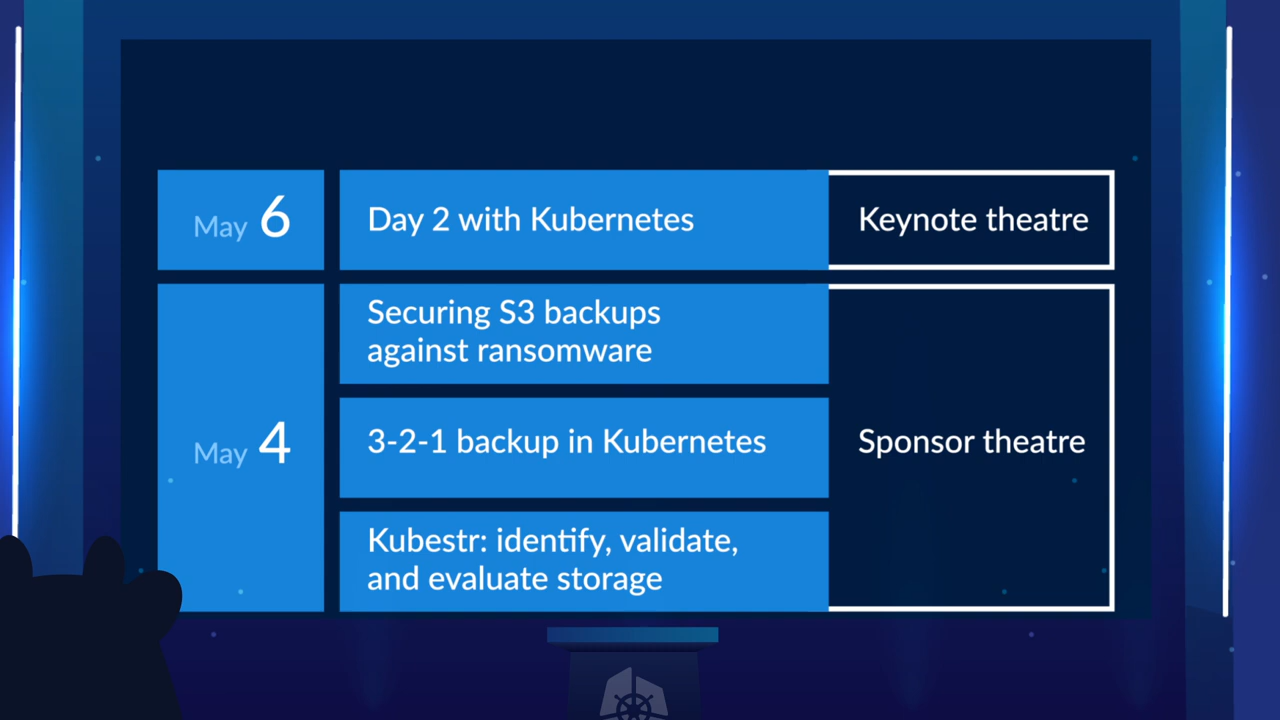 May 6
Day 2 with Kubernetes
Keynote theatre
May 4
Securing S3 backups
against ransomware
3-2-1 backup in Kubernetes
Sponsor theatre
Kubestr: identify, validate,
and evaluate storage